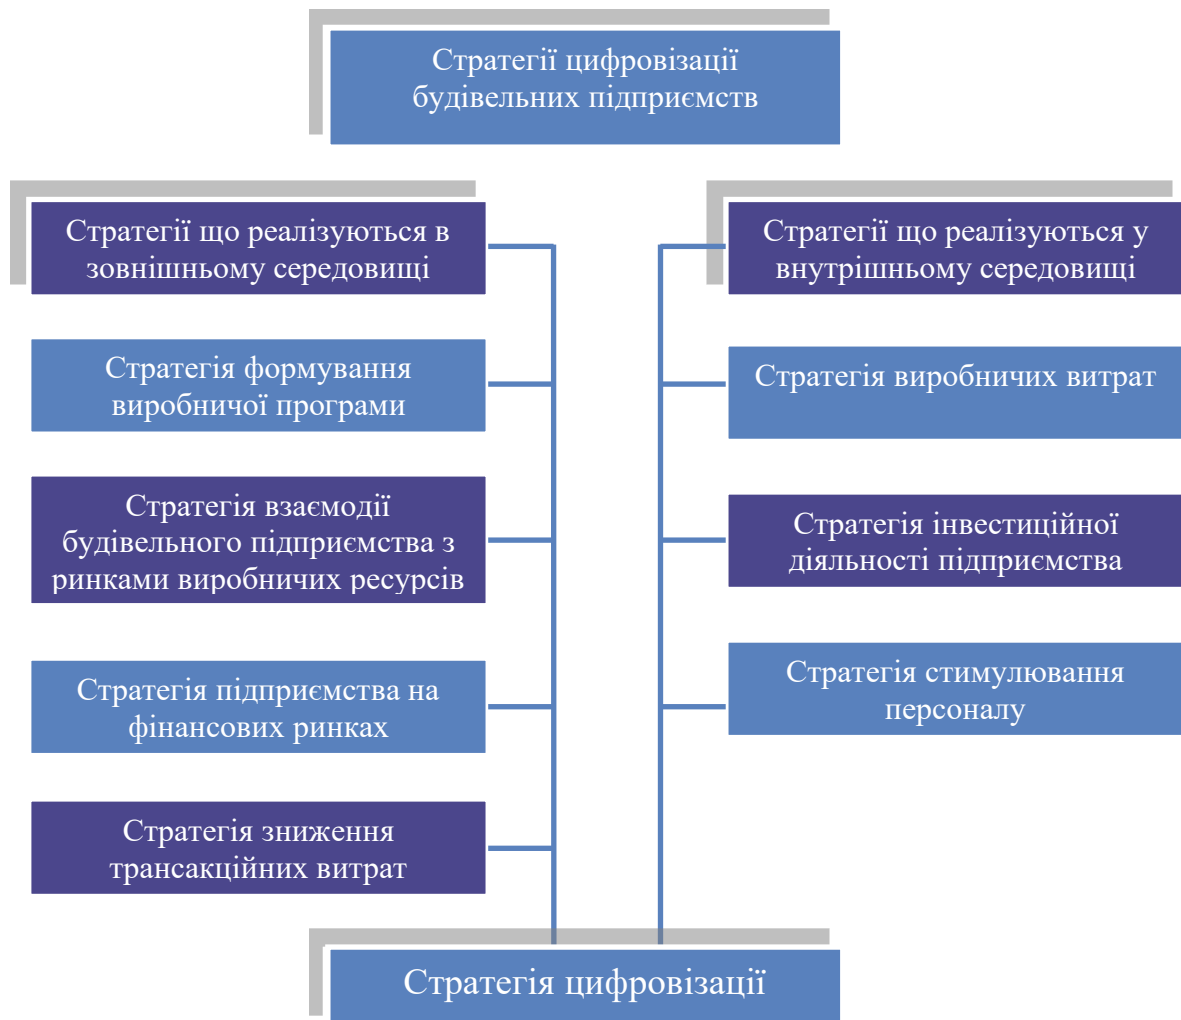 Стратегії цифровізації
будівельних підприємств
Стратегії що реалізуються в
зовнішньому середовищі
Стратегія формування
виробничої програми
Стратегія взаємодії
будівельного підприємства з
ринками виробничих ресурсів
Стратегія підприємства на
фінансових ринках
Стратегія зниження
трансакційних витрат
Стратегії що реалізуються у
внутрішньому середовищі
Стратегія виробничих витрат
Стратегія інвестиційної
діяльності підприємства
Стратегія стимулювання
персоналу
Стратегія цифровізації